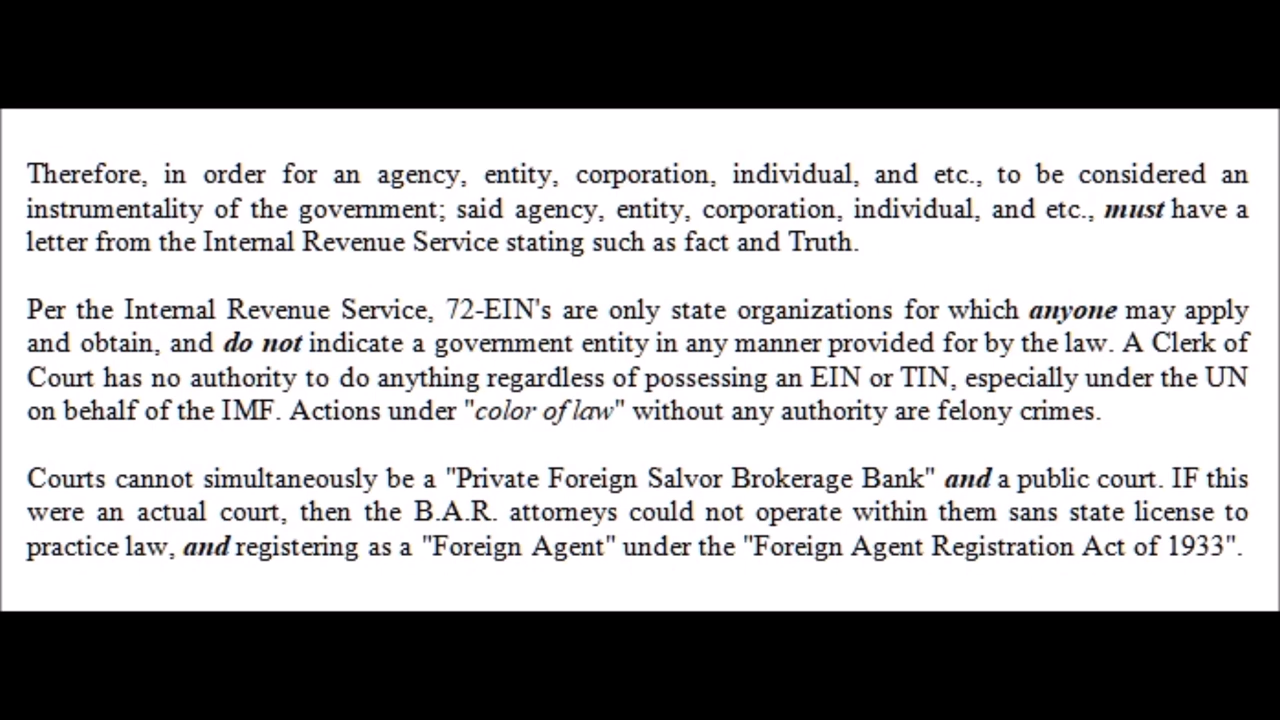 Therefore, in order for an agency, entity, corporation, individual, and etc., to be considered an
instrumentality of the government; said agency, entity, corporation, individual, and etc., must have a
letter from the Internal Revenue Service stating such as fact and Truth.
Per the Internal Revenue Service, 72-EIN's are only state organizations for which anyone may apply
and obtain, and do not indicate a government entity in any manner provided for by the law. A Clerk of
Court has no authority to do anything regardless of possessing an EIN or TIN, especially under the UN
on behalf of the IMF. Actions under "color of law" without any authority are felony crimes.
Courts cannot simultaneously be a "Private Foreign Salvor Brokerage Bank" and a public court. IF this
were an actual court, then the B.A.R. attorneys could not operate within them sans state license to
practice law, and registering as a "Foreign Agent" under the "Foreign Agent Registration Act of 1933".